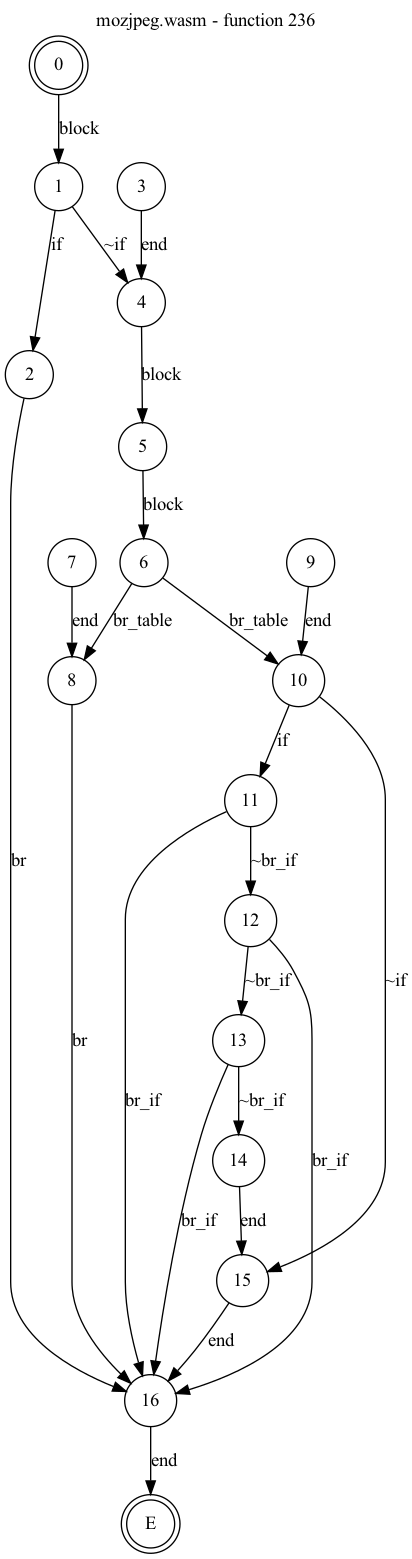 mozjpeg.wasm - function 236
0
block
1
3
if
~if
end
4
2
block
5
block
7
6
9
end
br_table
br_table
end
8
10
if
11
br
~br_if
12
~br_if
~if
13
br
br_if
~br_if
14
br_if
br_if
end
15
end
16
end
E